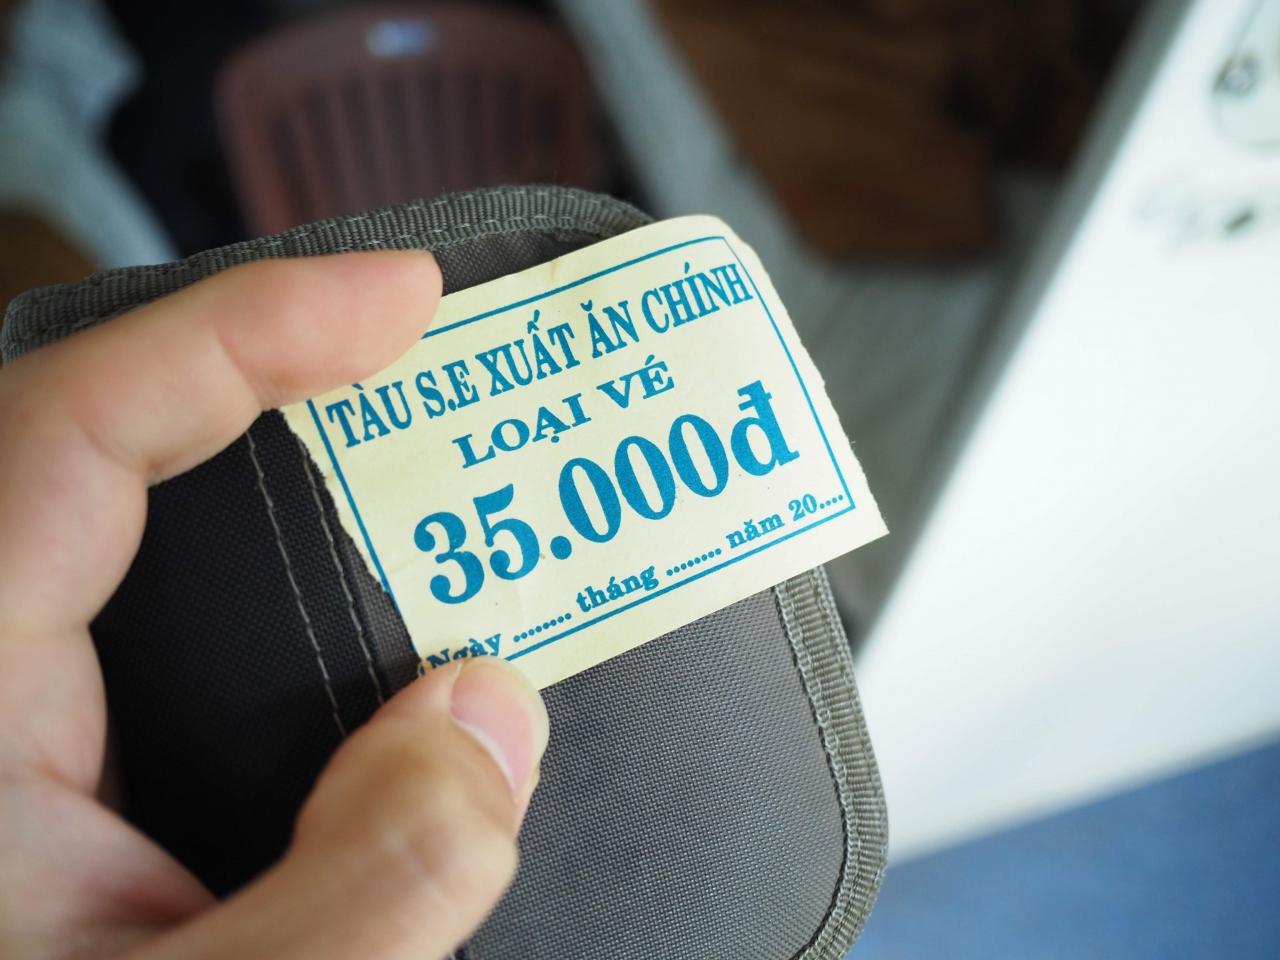 TÀU S.E XUẤT ĂN CHÍNH
LOẠI VÉ
35.000đ
Ngày ........ tháng ........ năm 20....